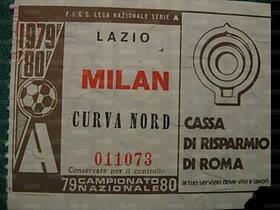 F.I.G.C. LEGA NAZIONALE SERIE A
1979
80
A
LAZIO
MILAN
CURVA NORD
011073
Conservate per il controllo
79 CAMPIONATO 80
NAZIONALE
CASSA
DI RISPARMIO
DI ROMA
al tuo servizio dove vivi e lavori